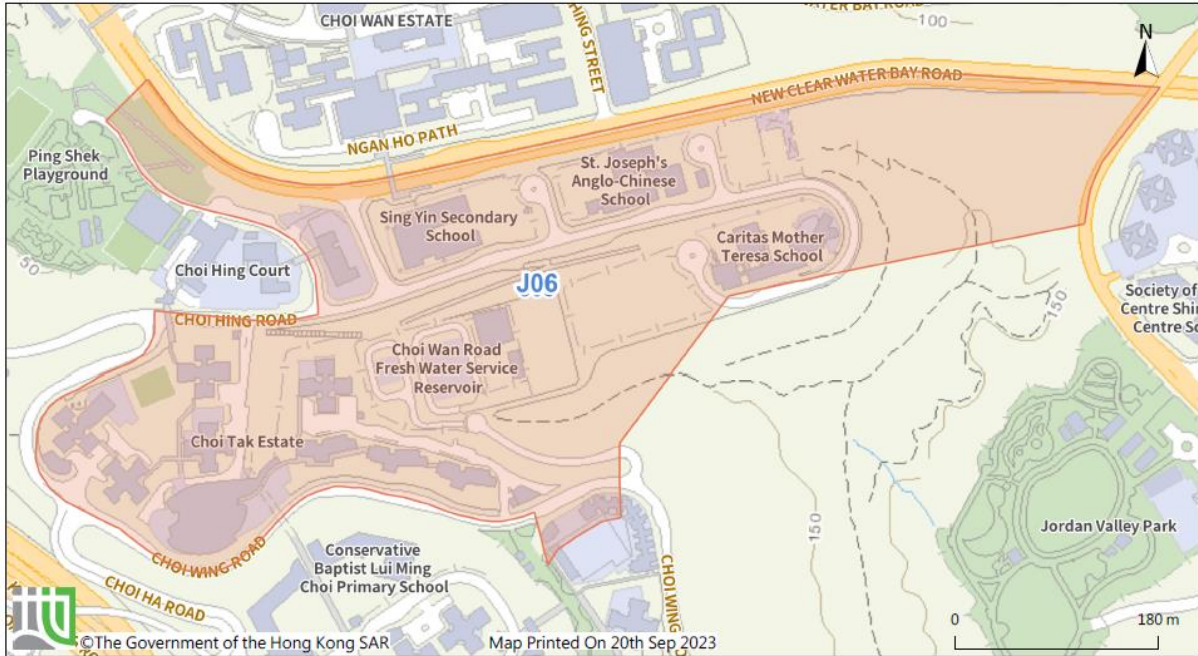 CHOI WAN ESTATE
HING STREET
WATER BAY ROAD
100
N
NEW CLEAR WATER BAY ROAD
NGAN HO PATH
Ping Shek
Playground
St. Joseph's
Anglo-Chinese
School
Sing Yin Secondary
School
Caritas Mother
Teresa School
50
Choi Hing Court
J06
CHOI HING ROAD
150
Society of
Centre Shi
Centre Sc
Choi Wan Road
Fresh Water Service
Reservoir
Choi Tak Estate
150
Jordan Valley Park
CHOI WING ROAD
Conservative
Baptist Lui Ming
Choi Primary School
CHOI HA ROAD
CHOI WING
0
180 m
©The Government of the Hong Kong SAR
Map Printed On 20th Sep 2023